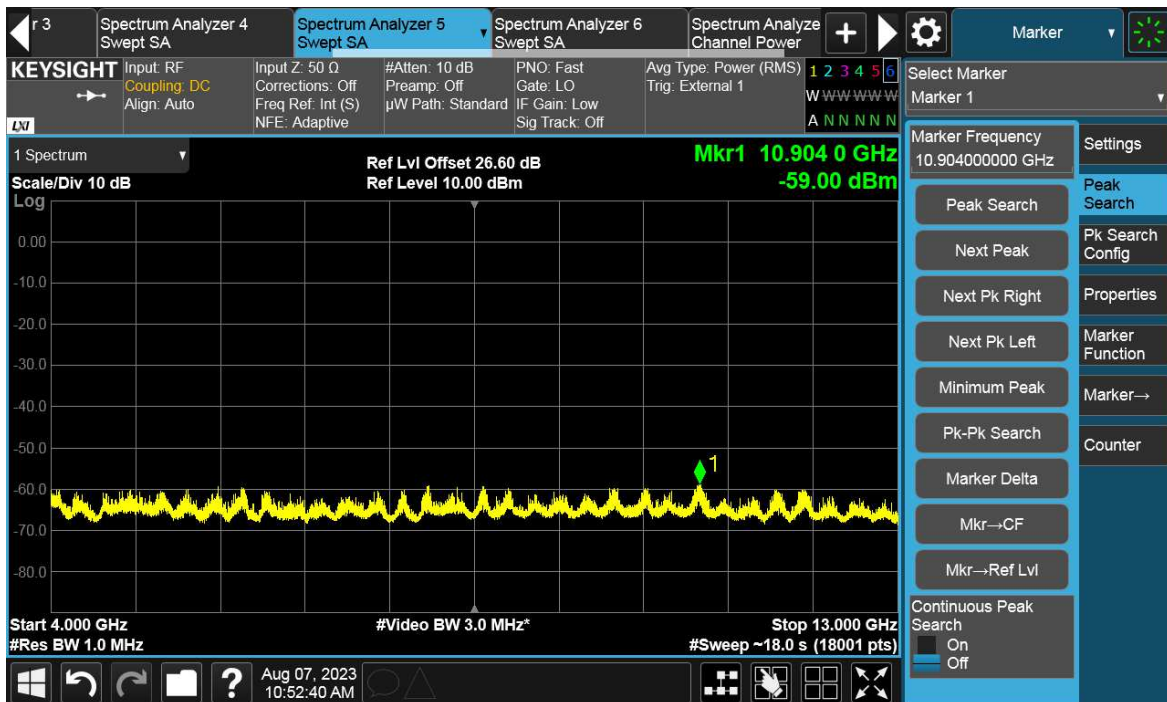 r 3
Spectrum Analyzer 4
Swept SA
Spectrum Analyzer 5
Swept SA
Spectrum Analyzer 6
Swept SA
Spectrum Analyze
Channel Power
+
Marker
KEYSIGHT
Input: RF
Coupling: DC
Align: Auto
LXI
Input Z: 50 Ω
Corrections: Off
Freq Ref: Int (S)
NFE: Adaptive
#Atten: 10 dB
Preamp: Off
µW Path: Standard
PNO: Fast
Gate: LO
IF Gain: Low
Sig Track: Off
Avg Type: Power (RMS)
Trig: External 1
1 2 3 4 5 6
W W W W W W
A N N N N N
Select Marker
Marker 1
1 Spectrum
Scale/Div 10 dB
Log
Ref Lvl Offset 26.60 dB
Ref Level 10.00 dBm
Mkr1 10.904 0 GHz
-59.00 dBm
0.00
-10.0
-20.0
-30.0
-40.0
-50.0
-60.0
-70.0
-80.0
1
Start 4.000 GHz
#Res BW 1.0 MHz
#Video BW 3.0 MHz*
Stop 13.000 GHz
#Sweep ~18.0 s (18001 pts)
Marker Frequency
10.904000000 GHz
Peak Search
Next Peak
Next Pk Right
Next Pk Left
Minimum Peak
Pk-Pk Search
Marker Delta
Mkr→CF
Mkr→Ref Lvl
Continuous Peak
Search
On
Off
Settings
Peak
Search
Pk Search
Config
Properties
Marker
Function
Marker→
Counter
?
Aug 07, 2023
10:52:40 AM